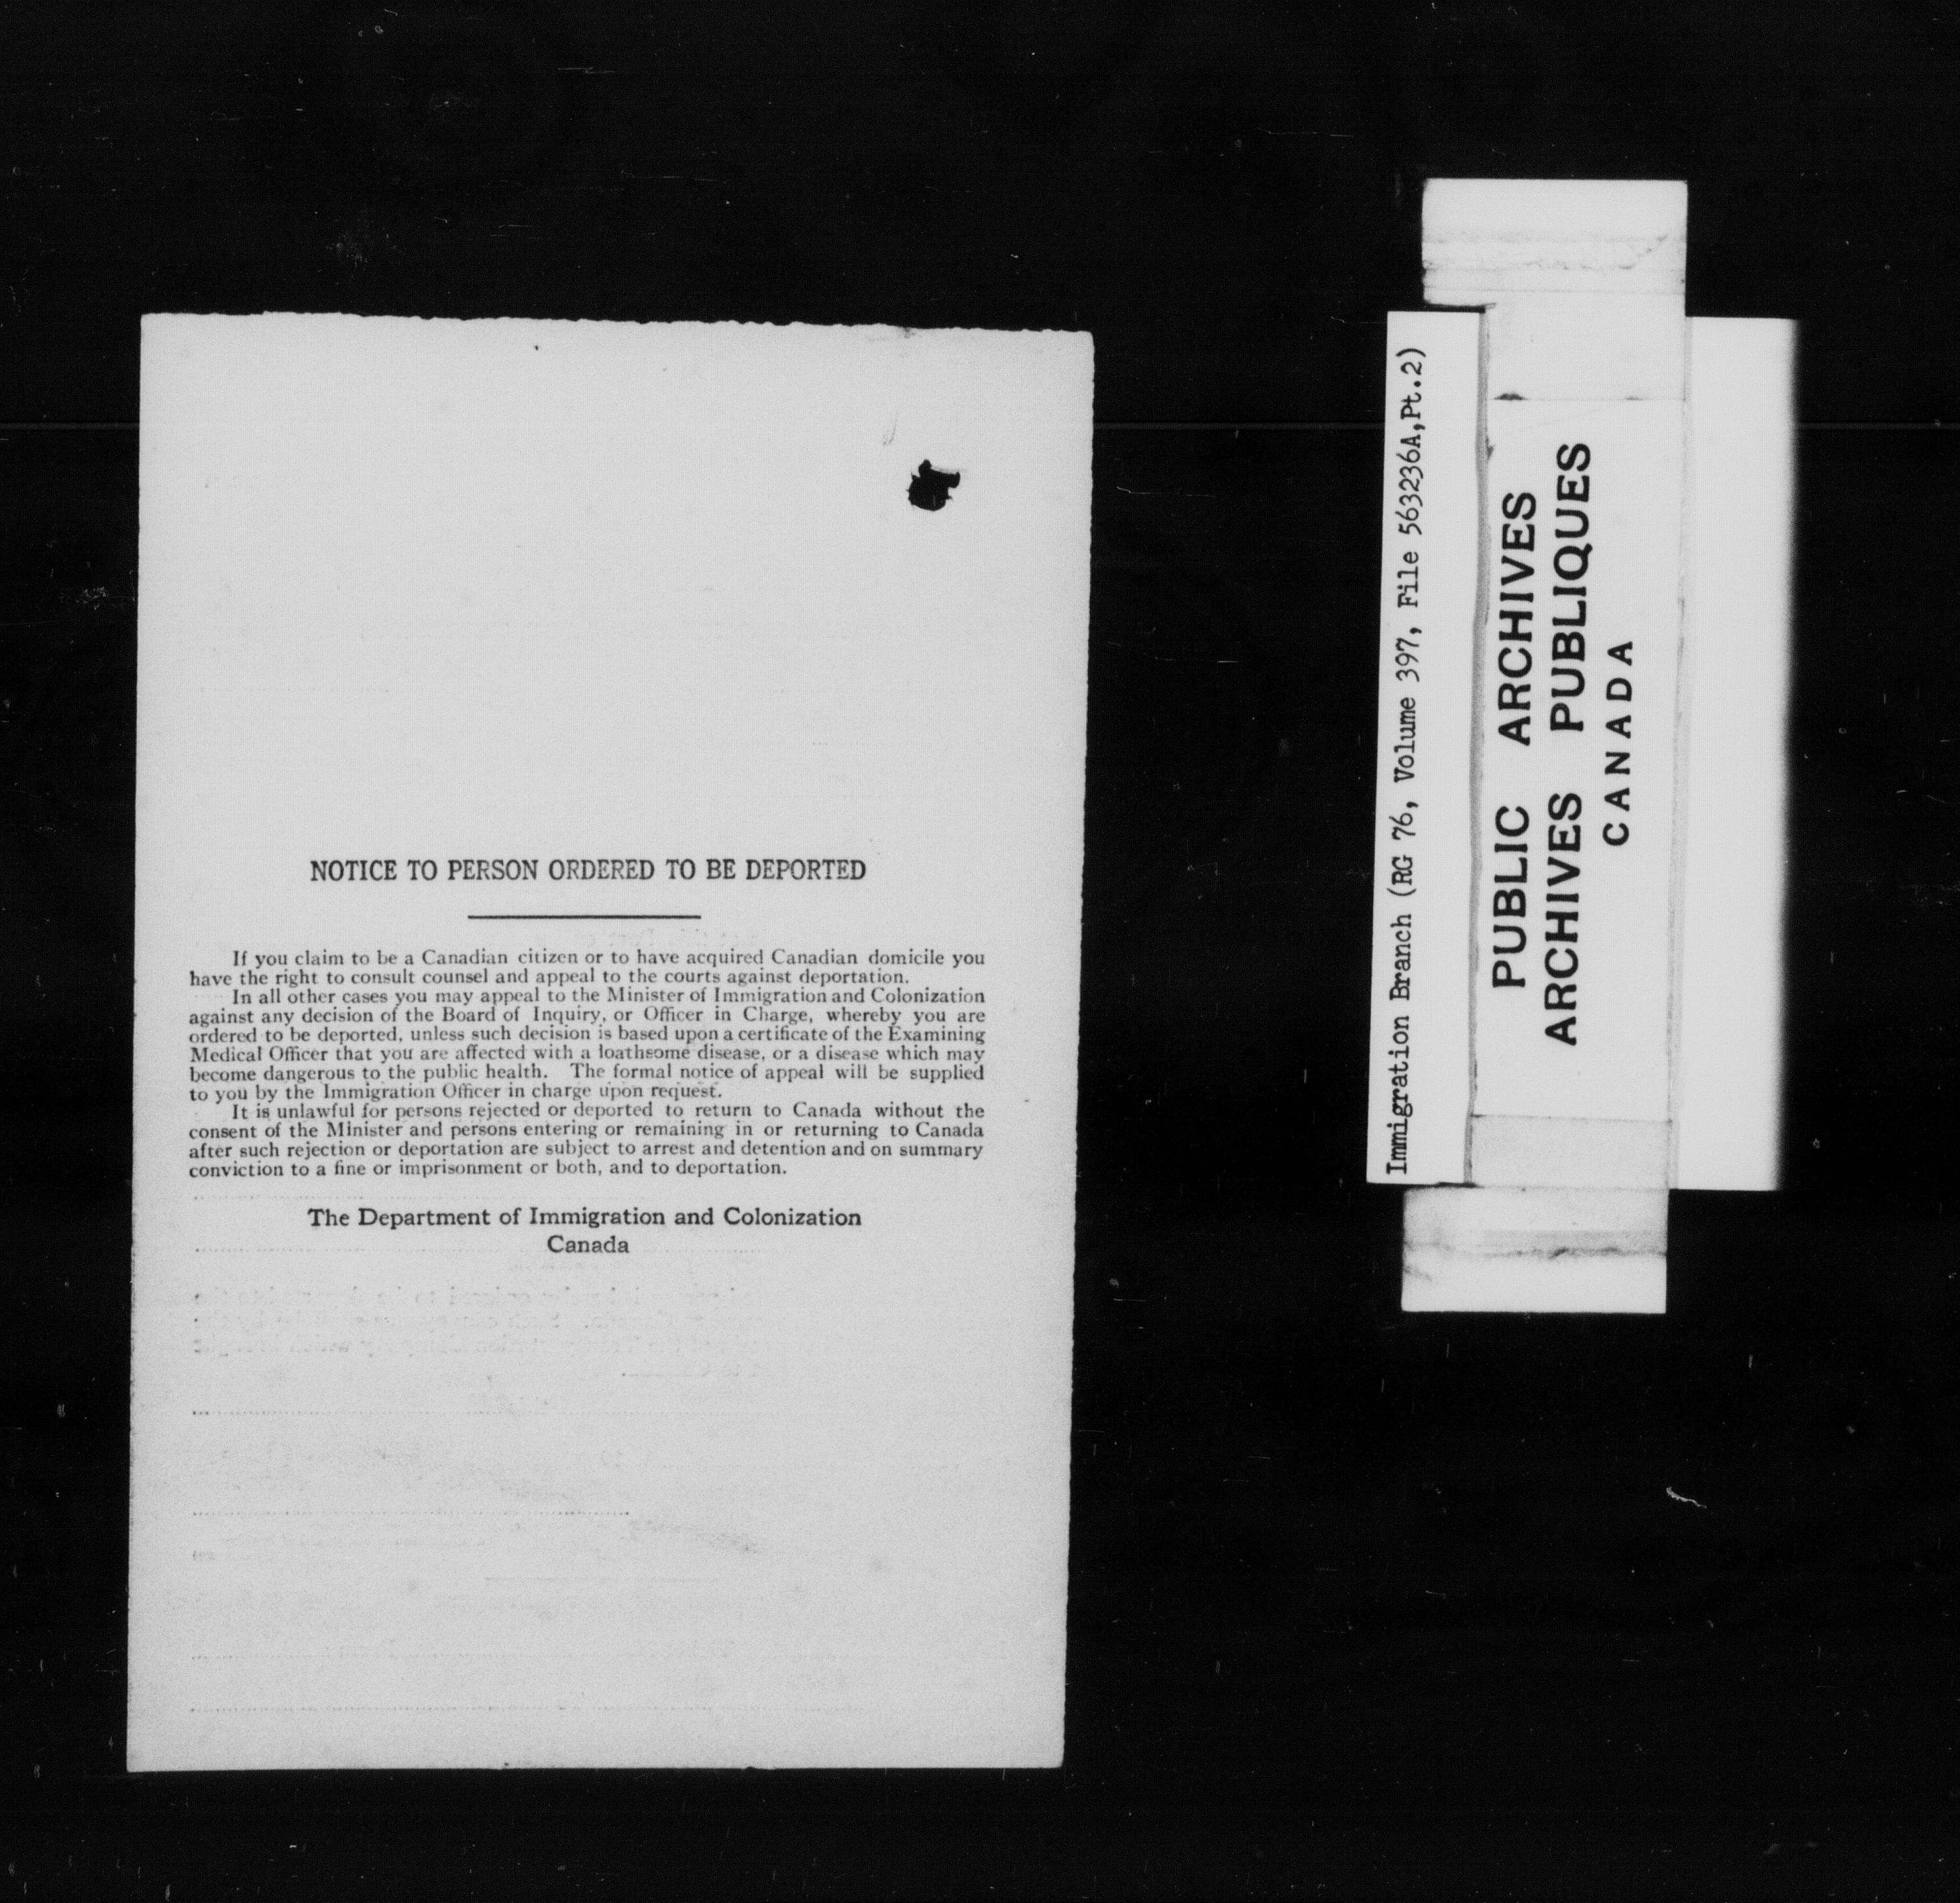 NOTICE TO PERSON ORDERED TO BE DEPORTED
If you claim to be a Canadian citizen or to have acquired Canadian domicile you
have the right to consult counsel and appeal to the courts against deportation.
In all other cases you may appeal to the Minister of Immigration and Colonization
against any decision of the Board of Inquiry, or Officer in Charge, whereby you are
ordered to be deported, unless such decision is based upon a certificate of the Examining
Medical Officer that you are affected with a loathsome disease, or a disease which may
become dangerous to the public health. The formal notice of appeal will be supplied
to you by the Immigration Officer in charge upon request.
It is unlawful for persons rejected or deported to return to Canada without the
consent of the Minister and persons entering or remaining in or returning to Canada
after such rejection or deportation are subject to arrest and detention and on summary
conviction to a fine or imprisonment or both, and to deportation.
The Department of Immigration and Colonization
Canada
Immigration Branch (RG 76, Volume 397, File 563236A,Pt.2)
PUBLIC ARCHIVES
ARCHIVES PUBLIQUES
CANADA